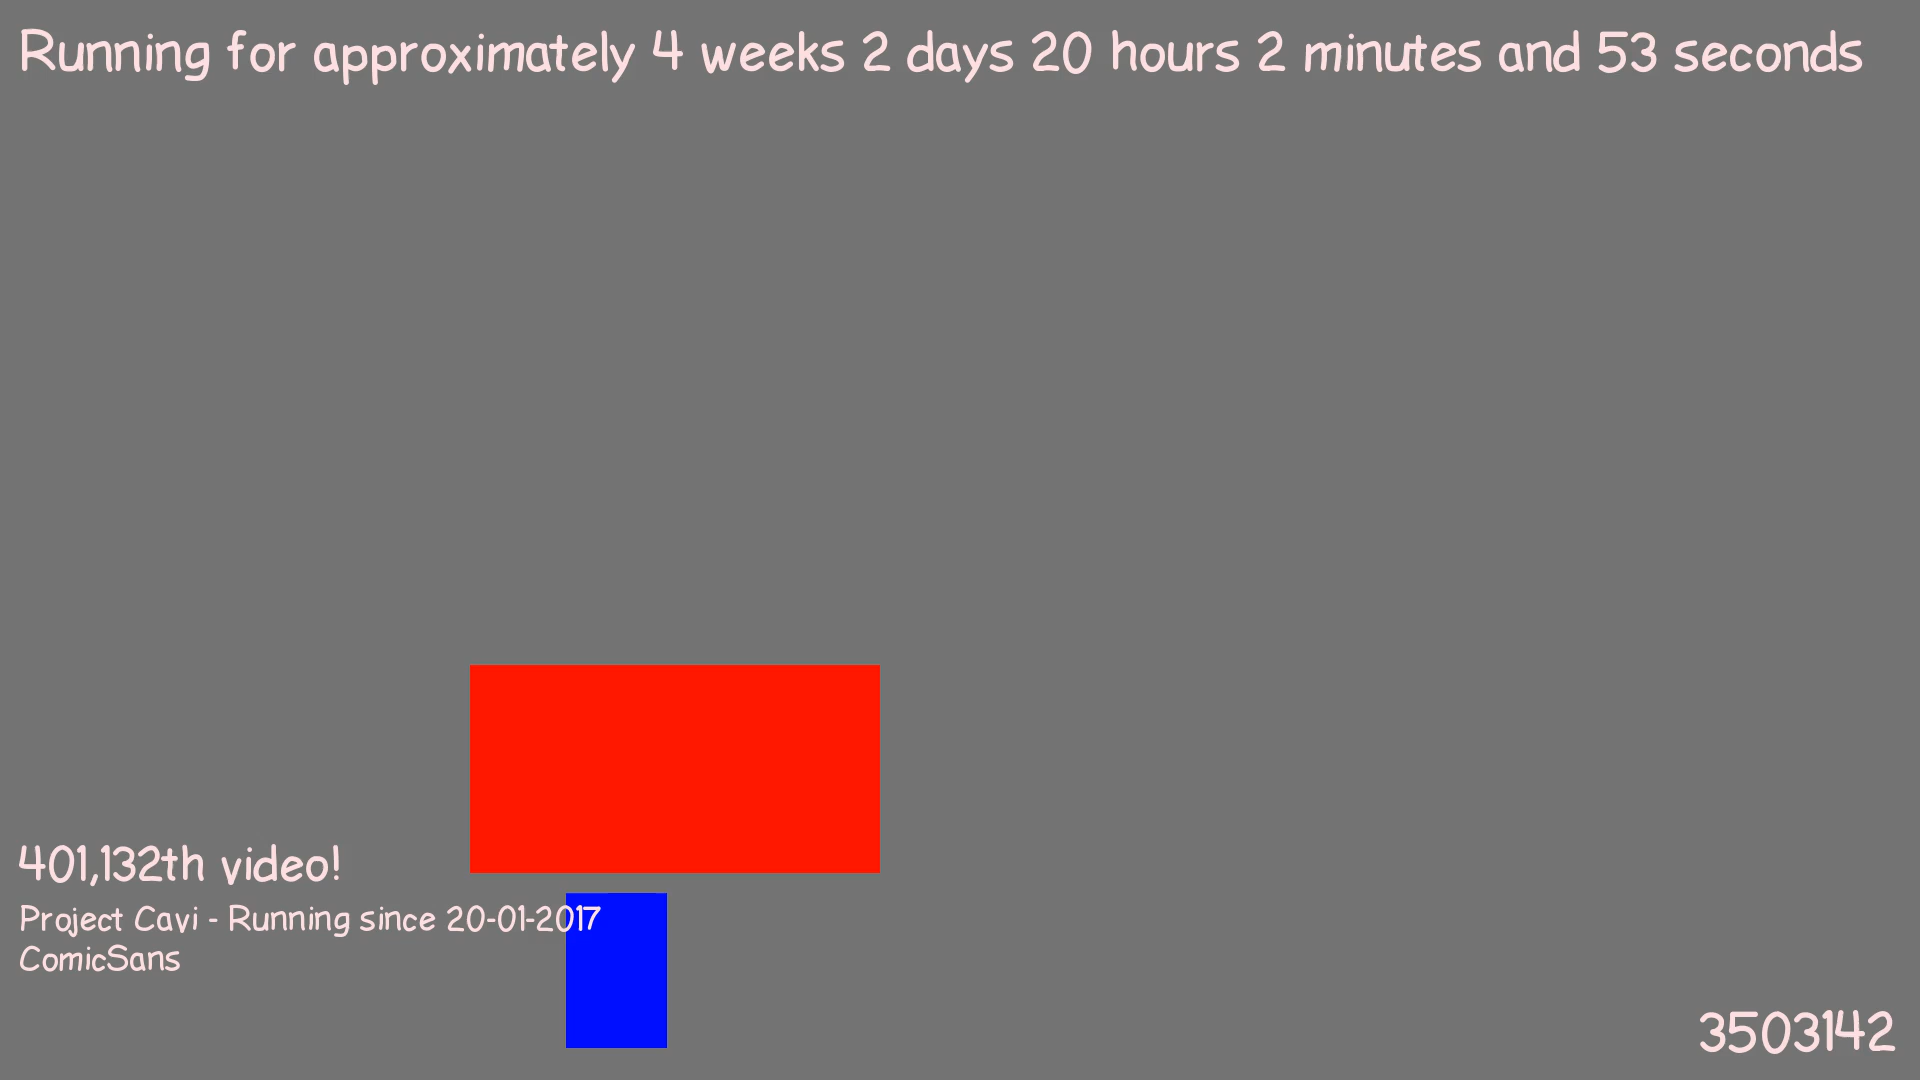 Running for approximately 4 weeks 2 days 20 hours 2 minutes and 53 seconds
401,132th video!
Project Cavi - Running since 20-01-2017
ComicSans
3503142